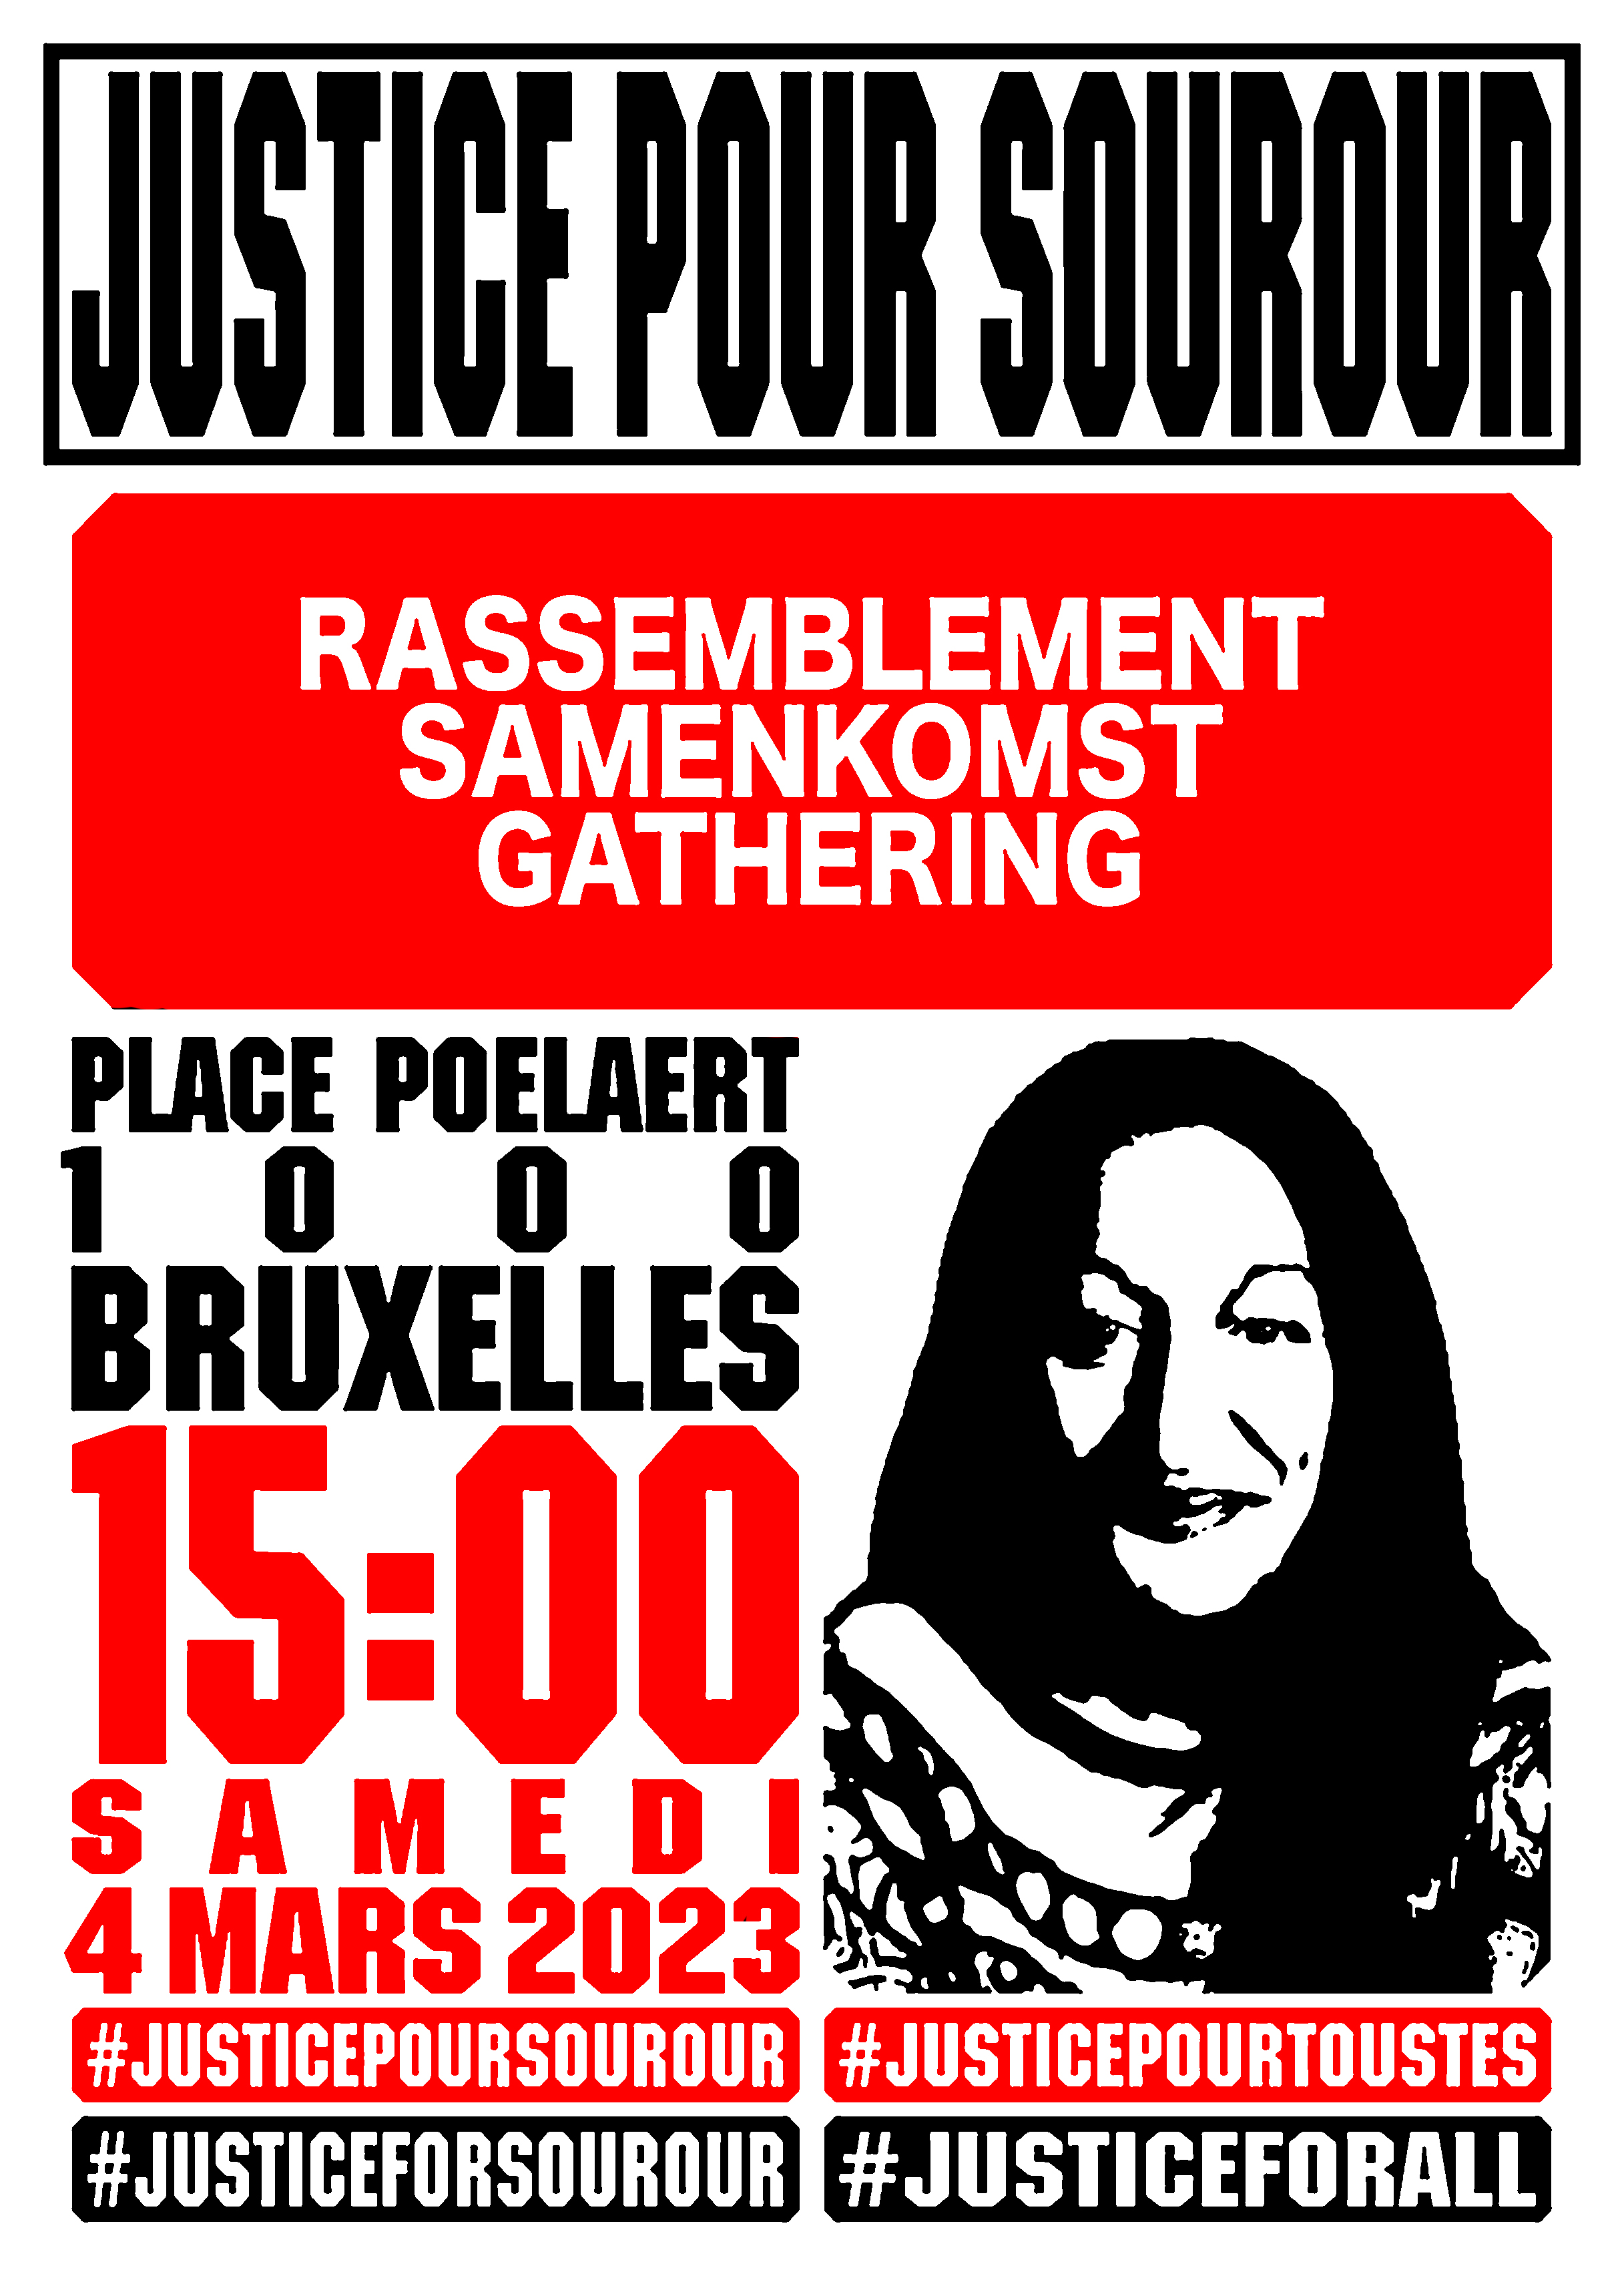 JUSTICE POUR SOUROUR
RASSEMBLEMENT
SAMENKOMST
GATHERING
PLACE POELAERT
1000
BRUXELLES
15:00
SAMEDI
4 MARS 2023
#JUSTICEPOURSOUROUR
#JUSTICEPOURTOUSTES
#JUSTICEFORSOUROUR
#JUSTICEFORALL